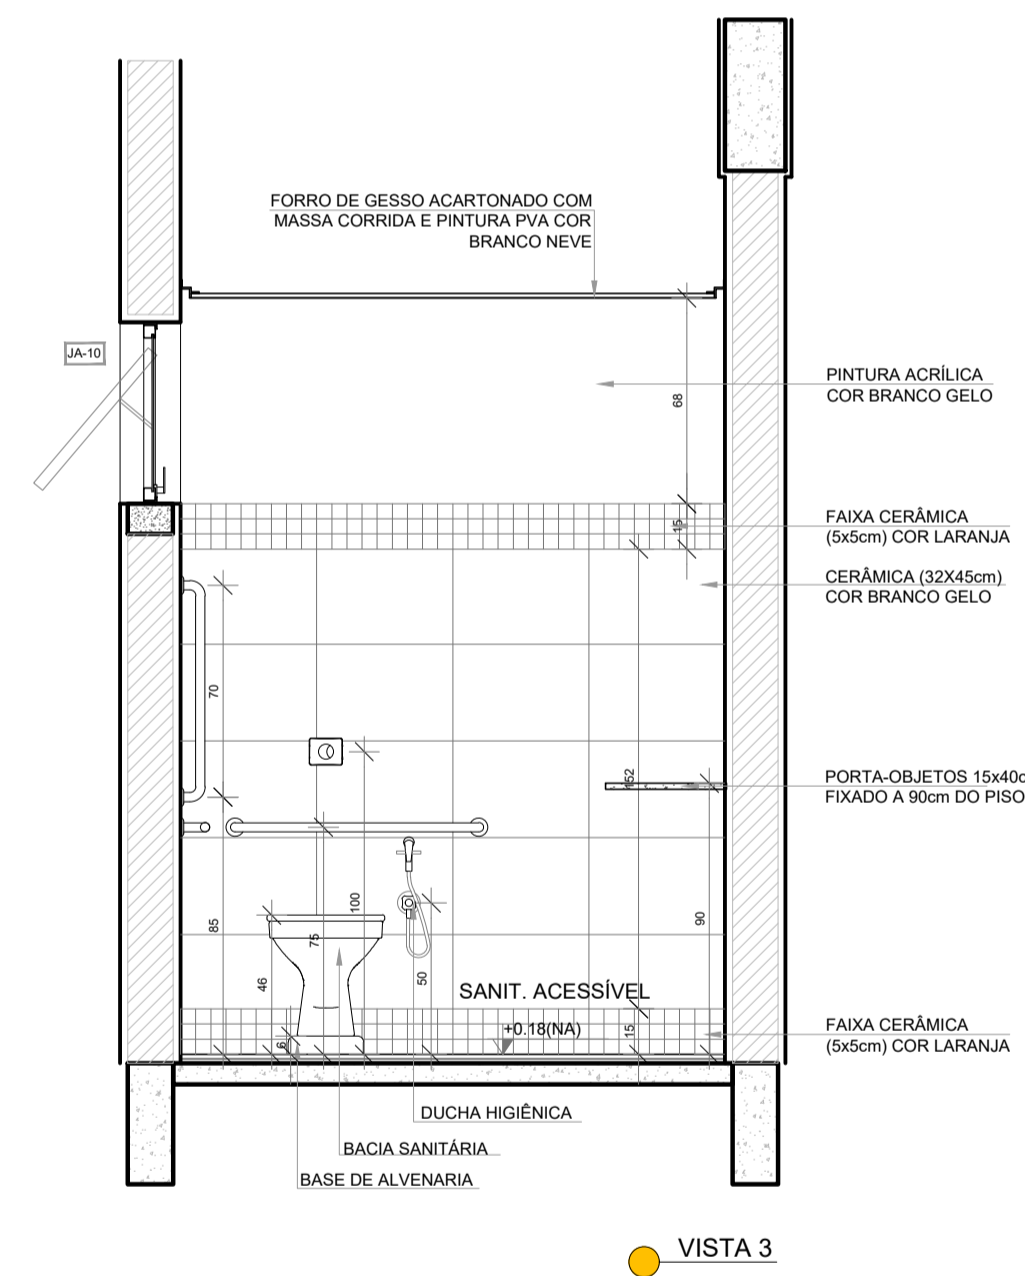 FORRO DE GESSO ACARTONADO COM
MASSA CORRIDA E PINTURA PVA COR
BRANCO NEVE
JA-10
PINTURA ACRÍLICA
COR BRANCO GELO
68
FAIXA CERÂMICA
(5x5cm) COR LARANJA
15
CERÂMICA (32X45cm)
COR BRANCO GELO
70
152
PORTA-OBJETOS 15x40c
FIXADO A 90cm DO PISO
85
100
75
90
46
50
SANIT. ACESSÍVEL
+0.18(NA)
15
6
FAIXA CERÂMICA
(5x5cm) COR LARANJA
DUCHA HIGIÊNICA
BACIA SANITÁRIA
BASE DE ALVENARIA
VISTA 3